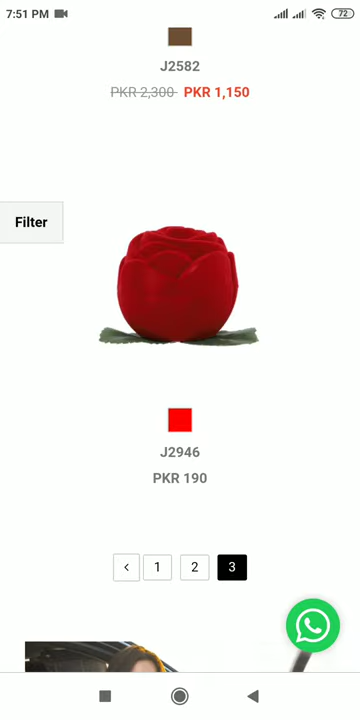 7:51 PM
72
J2582
PKR 2,300 PKR 1,150
Filter
J2946
PKR 190
1 2 3